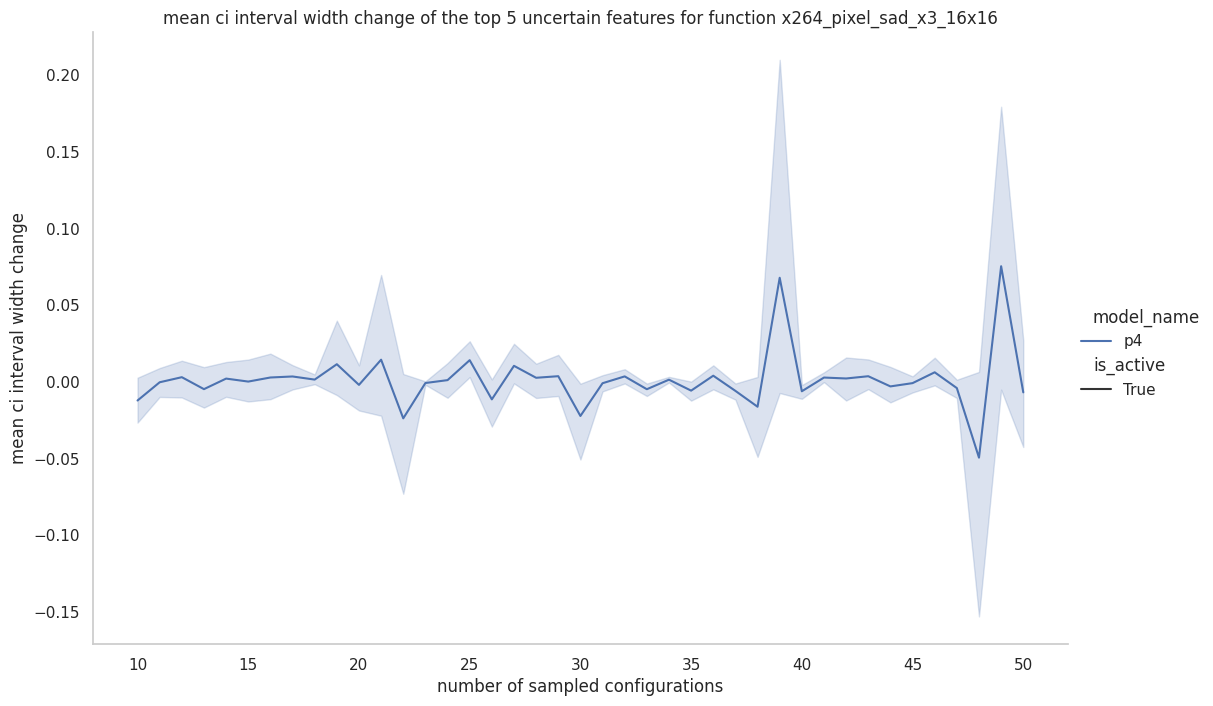 mean ci interval width change of the top 5 uncertain features for function x264_pixel_sad_x3_16x16
0.20
0.15
0.10
0.05
0.00
−0.05
−0.10
−0.15
mean ci interval width change
10 15 20 25 30 35 40 45 50
number of sampled configurations
model_name
p4
is_active
True